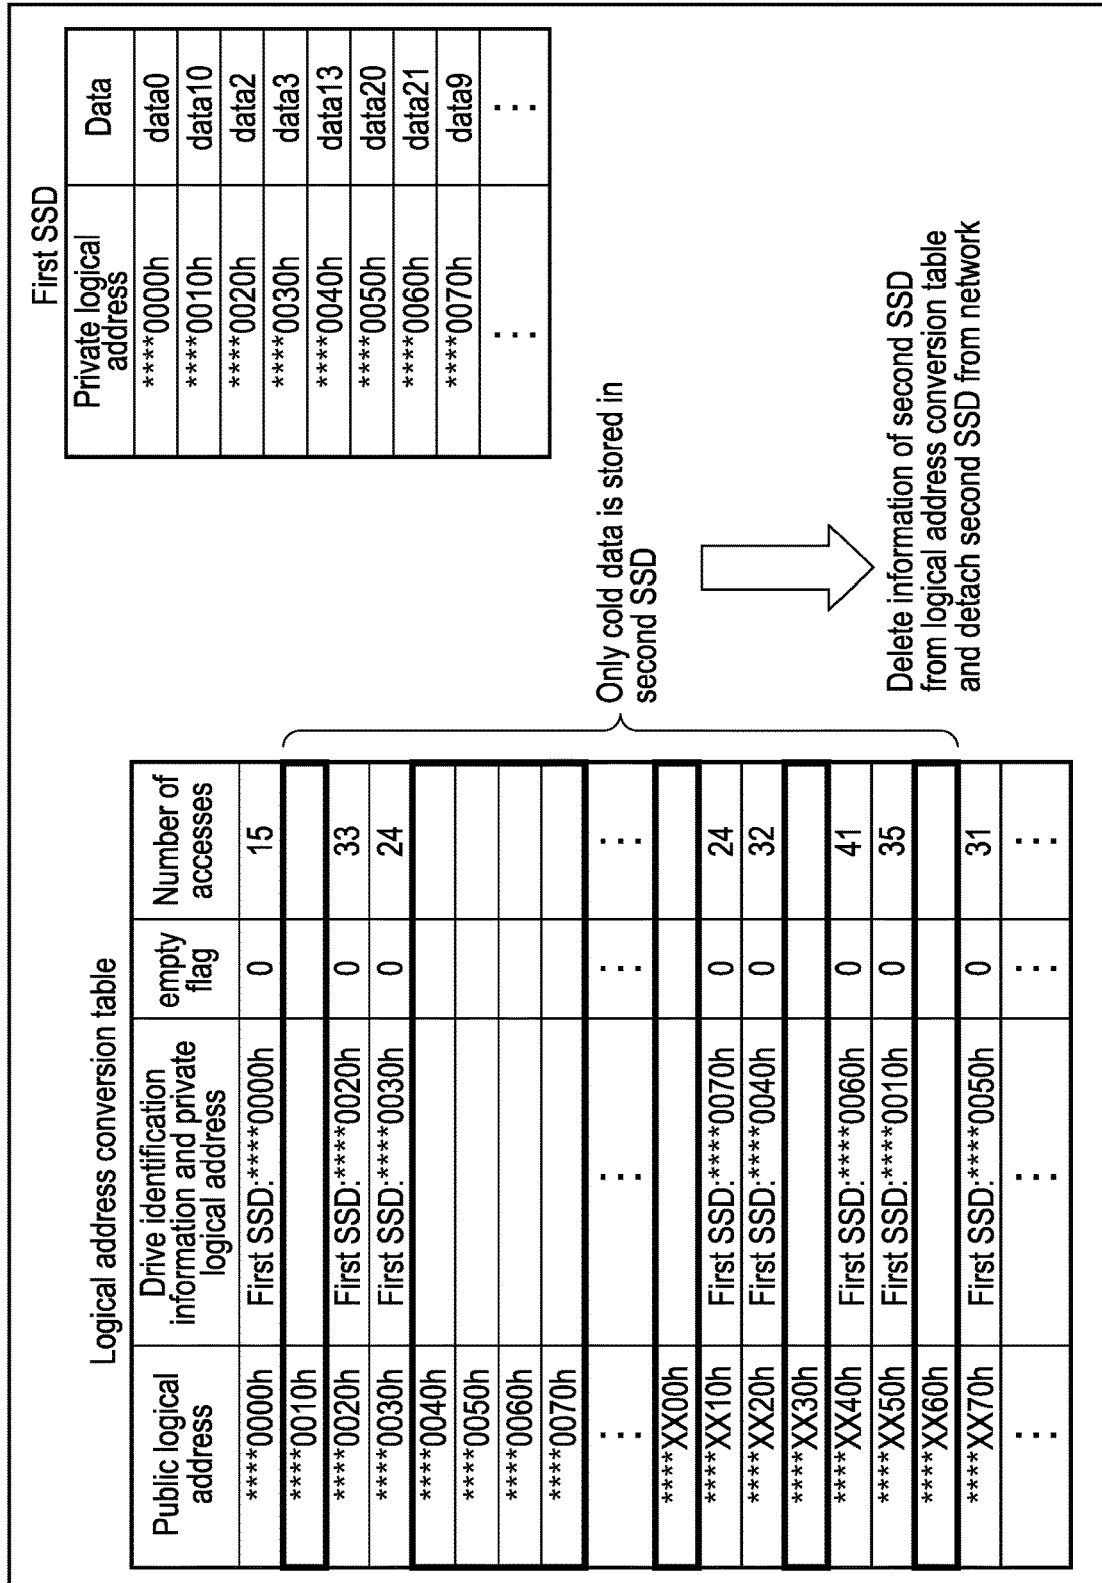 Logical address conversion table
Public logical address | Drive identification information and private logical address | empty flag | Number of accesses
****0000h | First SSD:****0000h | 0 | 15
****0010h
****0020h | First SSD:****0020h | 0 | 33
****0030h | First SSD:****0030h | 0 | 24
****0040h
****0050h
****0060h
****0070h
... | ... | ... | ...
****XX00h
****XX10h | First SSD:****0070h | 0 | 24
****XX20h | First SSD:****0040h | 0 | 32
****XX30h
****XX40h | First SSD:****0060h | 0 | 41
****XX50h | First SSD:****0010h | 0 | 35
****XX60h
****XX70h | First SSD:****0050h | 0 | 31
... | ... | ... | ...
Only cold data is stored in
second SSD
Delete information of second SSD
from logical address conversion table
and detach second SSD from network
First SSD
Private logical address | Data
****0000h | data0
****0010h | data10
****0020h | data2
****0030h | data3
****0040h | data13
****0050h | data20
****0060h | data21
****0070h | data9
... | ...